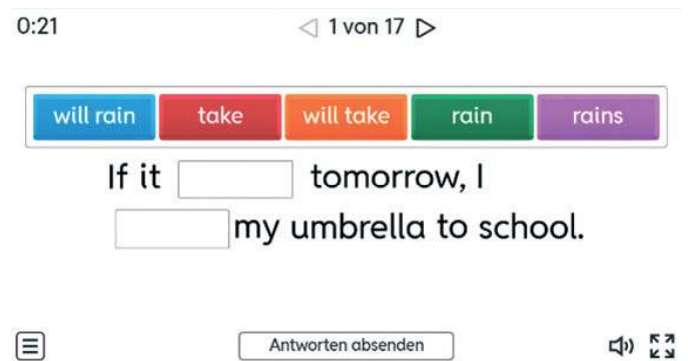 0:21 1 von 17
will rain take will take rain rains
If it tomorrow, I
my umbrella to school.
Antworten absenden